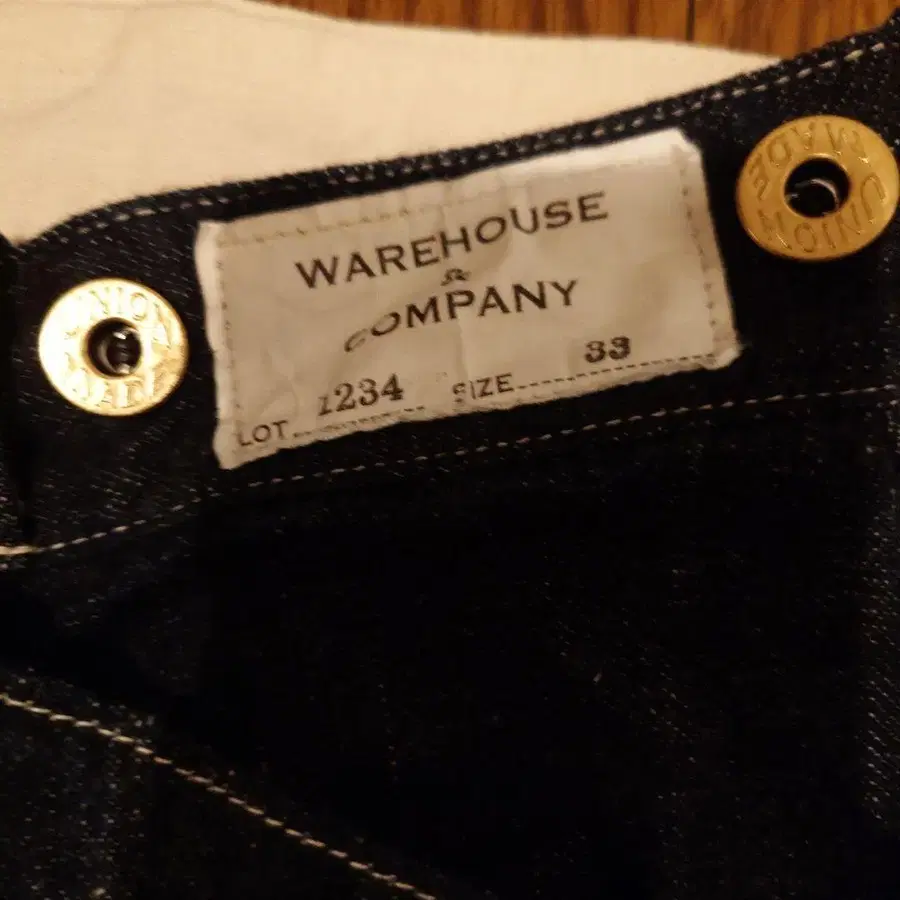 WAREHOUSE
&
COMPANY
LOT 1234 SIZE 33
UNION MADE
UNION MADE